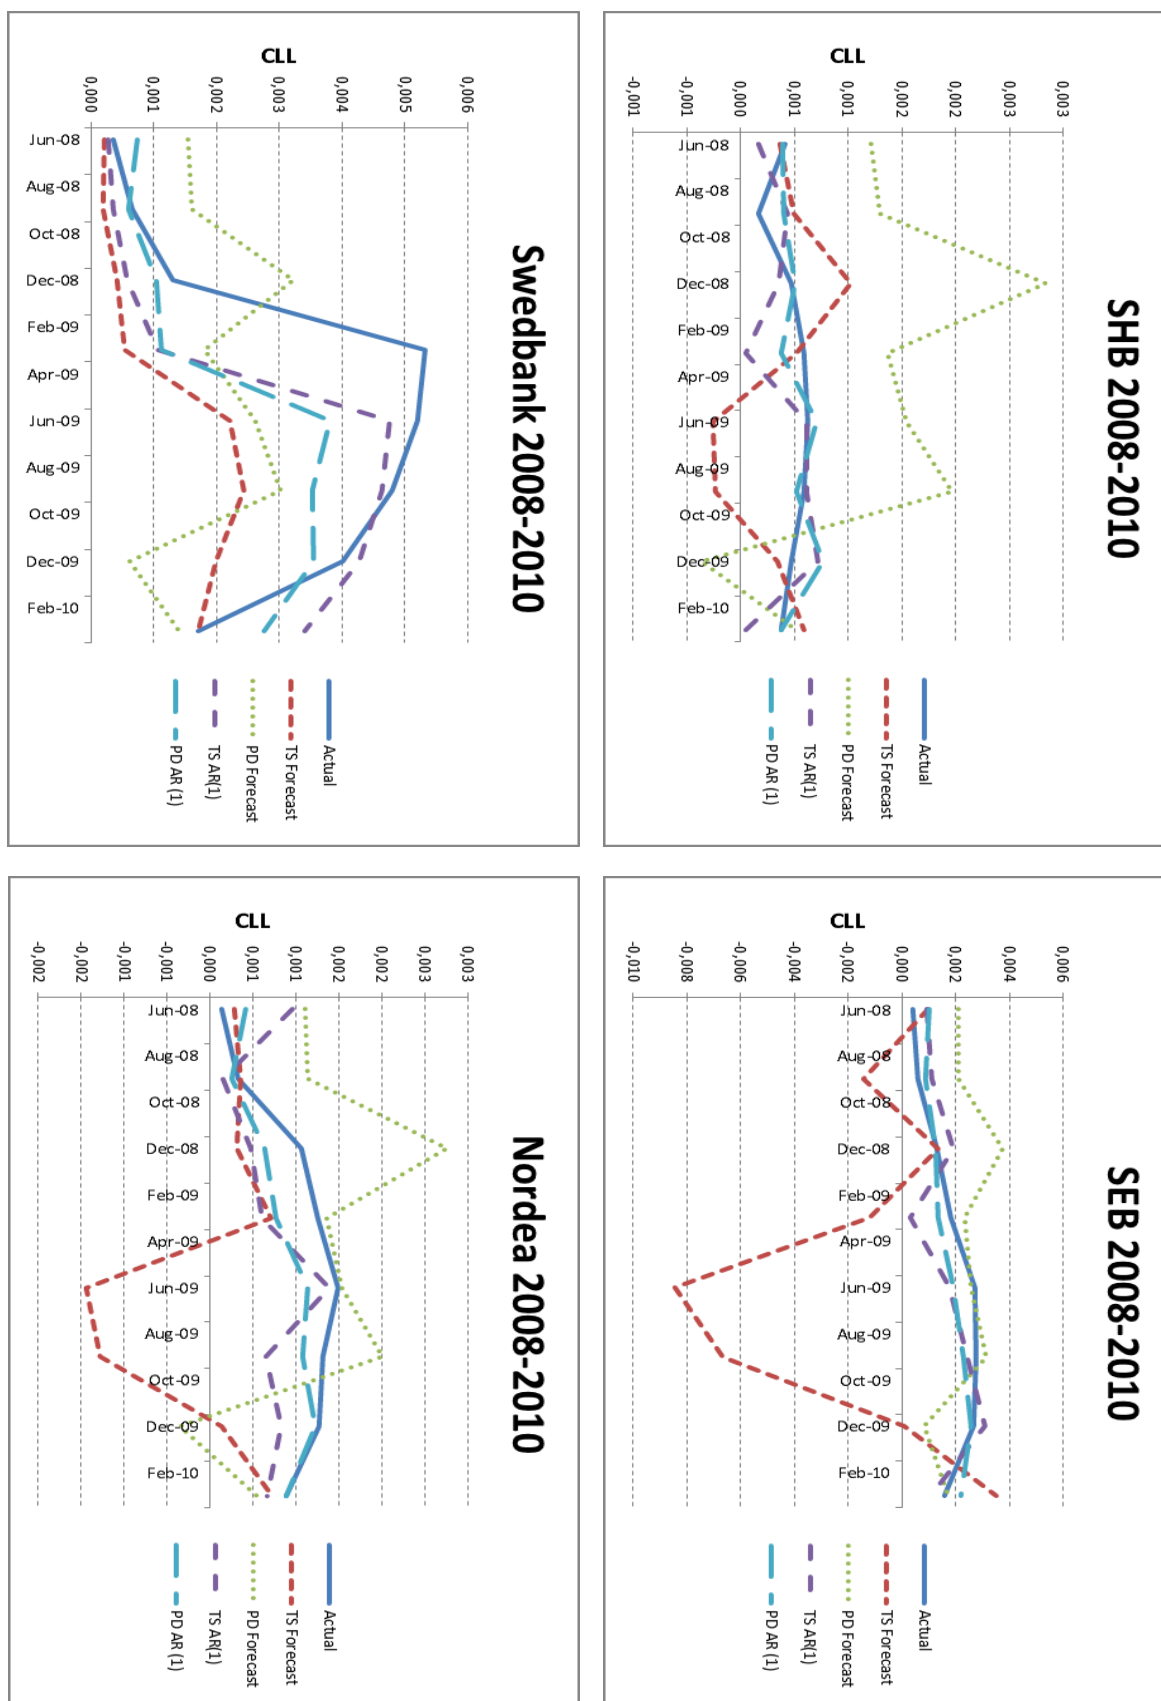 SHB 2008-2010
CLL
0,003
0,003
0,002
0,002
0,001
0,001
0,000
-0,001
-0,001
Jun-08
Aug-08
Oct-08
Dec-08
Feb-09
Apr-09
Jun-09
Aug-09
Oct-09
Dec-09
Feb-10
Actual
TS Forecast
PD Forecast
TS AR(1)
PD AR (1)
SEB 2008-2010
CLL
0,006
0,004
0,002
0,000
-0,002
-0,004
-0,006
-0,008
-0,010
Jun-08
Aug-08
Oct-08
Dec-08
Feb-09
Apr-09
Jun-09
Aug-09
Oct-09
Dec-09
Feb-10
Actual
TS Forecast
PD Forecast
TS AR(1)
PD AR (1)
Swedbank 2008-2010
CLL
0,006
0,005
0,004
0,003
0,002
0,001
0,000
Jun-08
Aug-08
Oct-08
Dec-08
Feb-09
Apr-09
Jun-09
Aug-09
Oct-09
Dec-09
Feb-10
Actual
TS Forecast
PD Forecast
TS AR(1)
PD AR (1)
Nordea 2008-2010
CLL
0,003
0,003
0,002
0,002
0,001
0,001
0,000
-0,001
-0,001
-0,002
-0,002
Jun-08
Aug-08
Oct-08
Dec-08
Feb-09
Apr-09
Jun-09
Aug-09
Oct-09
Dec-09
Feb-10
Actual
TS Forecast
PD Forecast
TS AR(1)
PD AR (1)